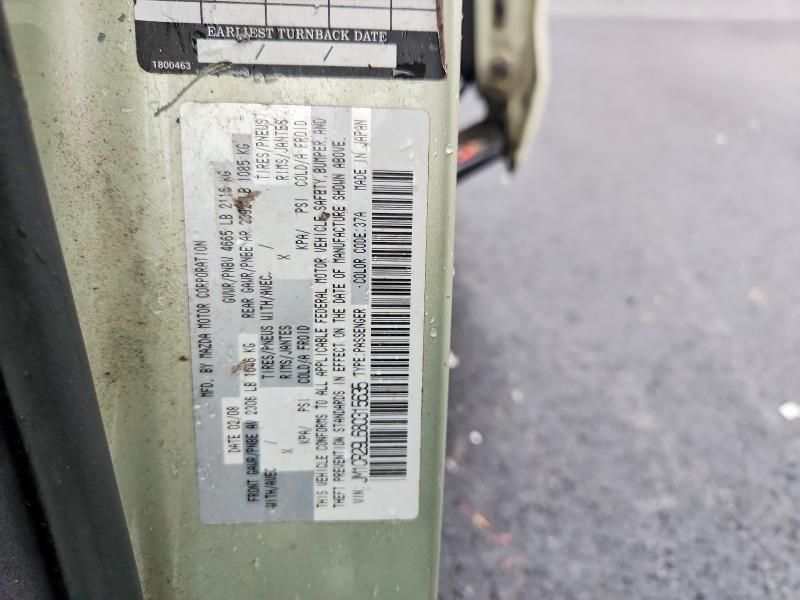 EARLIEST TURNBACK DATE
/ /
1800463
MFD. BY MAZDA MOTOR CORPORATION
DATE 02/08 GVWR/PNBV 4665 LB 2116 KG
FRONT GAWR/PNBE AV 2306 LB 1046 KG REAR GAWR/PNBE AR LB 1085 KG
WITH/AVEC TIRES/PNEUS WITH/AVEC. / TIRES/PNEUS
X RIMS/JANTES X RIMS/JANTES
KPA/ PSI COLD/A FROID KPA/ PSI COLD/A FROID
THIS VEHICLE CONFORMS TO ALL APPLICABLE FEDERAL MOTOR VEHICLE SAFETY, BUMPER, AND
THEFT PREVENTION STANDARDS IN EFFECT ON THE DATE OF MANUFACTURE SHOWN ABOVE.
VIN: JM1CR29L680315635 TYPE:PASSENGER COLOR CODE:37A MADE IN JAPAN